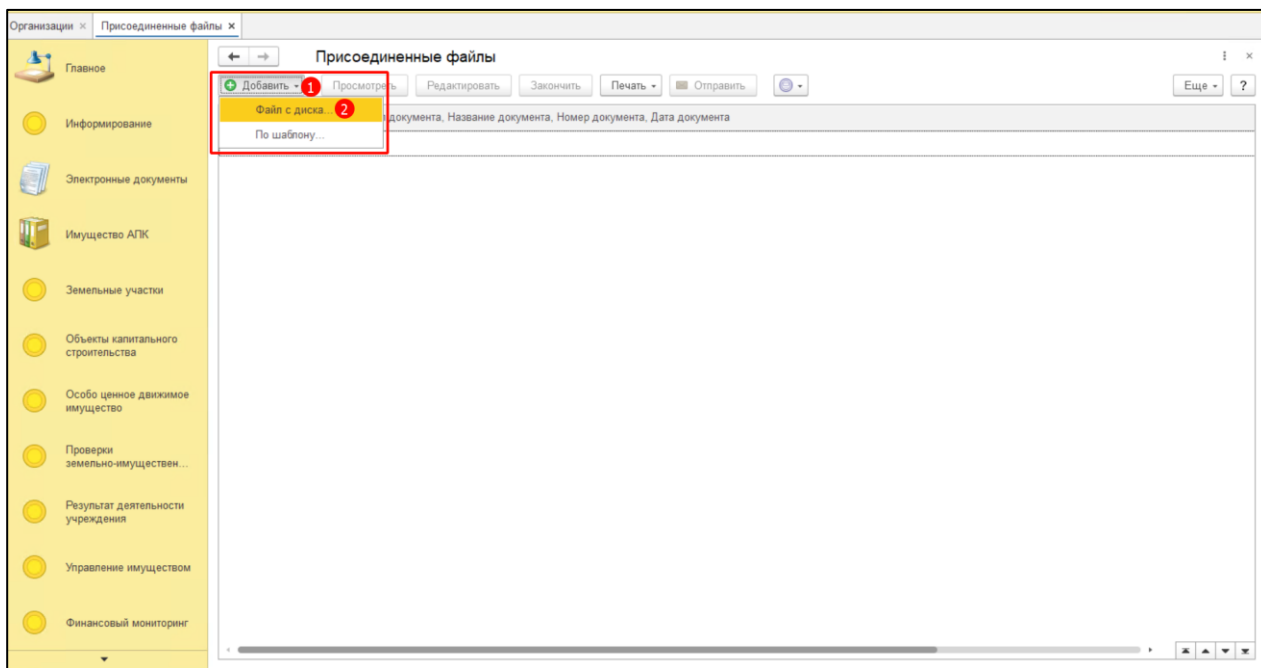 Организации × Присоединенные файлы ×
Главное
Информирование
Электронные документы
Имущество АПК
Земельные участки
Объекты капитального
строительства
Особо ценное движимое
имущество
Проверки
земельно-имуществен...
Результат деятельности
учреждения
Управление имуществом
Финансовый мониторинг
Присоединенные файлы
Добавить 1 Просмотреть Редактировать Закончить Печать Отправить Еще ?
Файл с диска... 2
По шаблону...
документа, Название документа, Номер документа, Дата документа